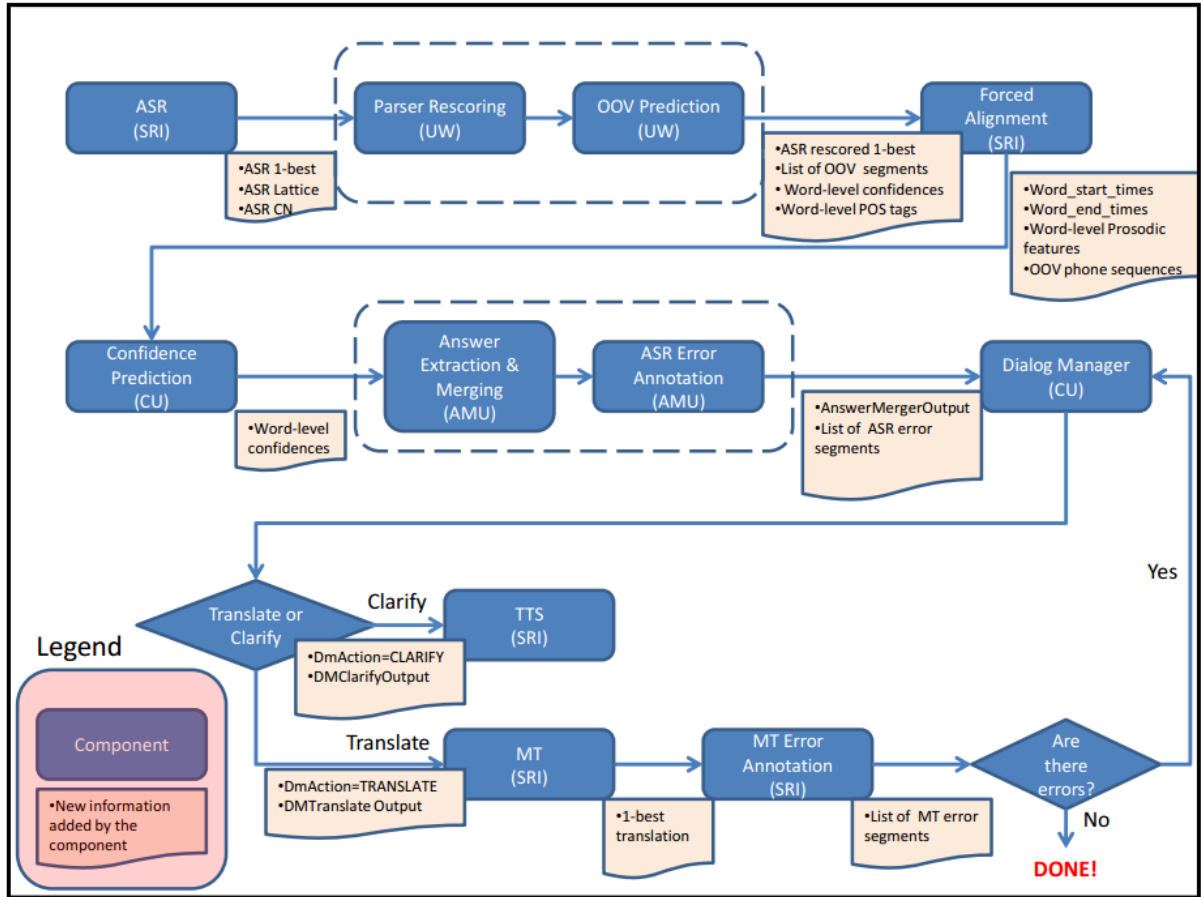 ASR
(SRI)
Parser Rescoring
(UW)
OOV Prediction
(UW)
Forced
Alignment
(SRI)
•ASR 1-best
•ASR Lattice
•ASR CN
•ASR rescored 1-best
•List of OOV segments
• Word-level confidences
•Word-level POS tags
•Word_start_times
•Word_end_times
•Word-level Prosodic
features
•OOV phone sequences
Confidence
Prediction
(CU)
Answer
Extraction &
Merging
(AMU)
ASR Error
Annotation
(AMU)
Dialog Manager
(CU)
•Word-level
confidences
•AnswerMergerOutput
•List of ASR error
segments
Translate or
Clarify
Clarify
TTS
(SRI)
•DmAction=CLARIFY
•DMClarifyOutput
Yes
Legend
Component
•New information
added by the
component
Translate
MT
(SRI)
MT Error
Annotation
(SRI)
Are
there
errors?
•DmAction=TRANSLATE
•DMTranslate Output
•1-best
translation
•List of MT error
segments
No
DONE!